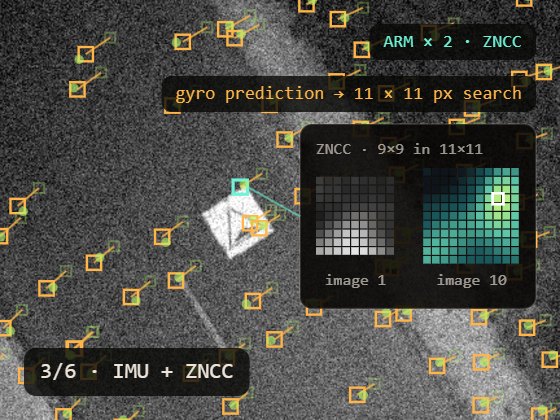 ARM × 2 · ZNCC
gyro prediction → 11 × 11 px search
ZNCC · 9×9 in 11×11
image 1
image 10
3/6 · IMU + ZNCC